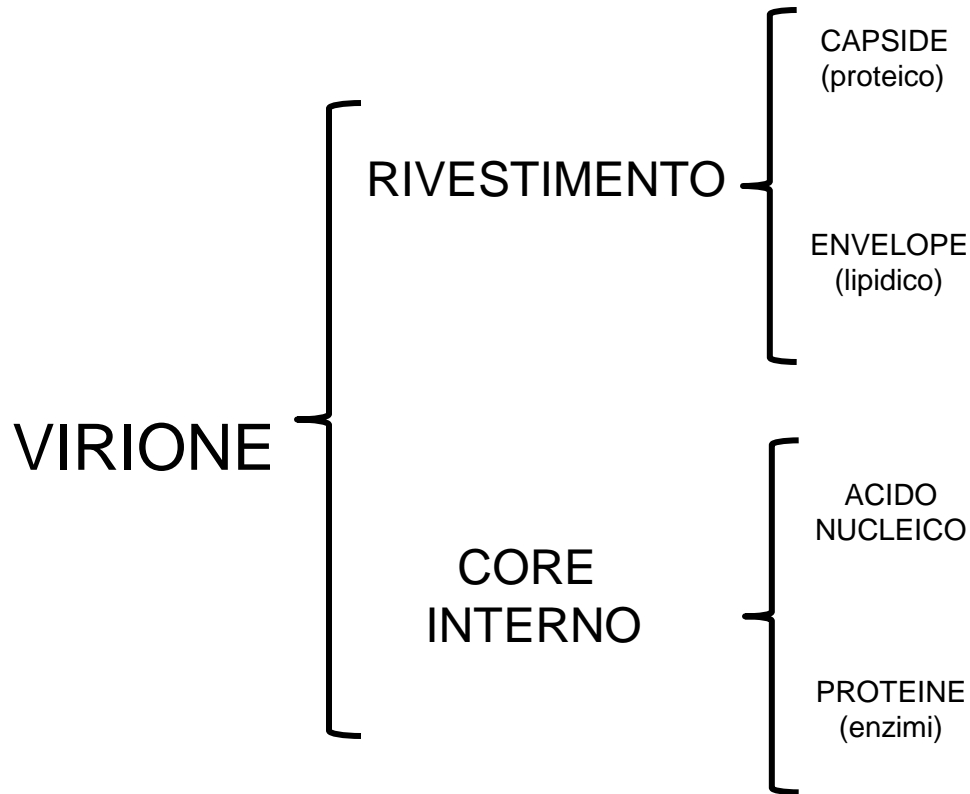 VIRIONE
RIVESTIMENTO
CAPSIDE
(proteico)
ENVELOPE
(lipidico)
CORE
INTERNO
ACIDO
NUCLEICO
PROTEINE
(enzimi)